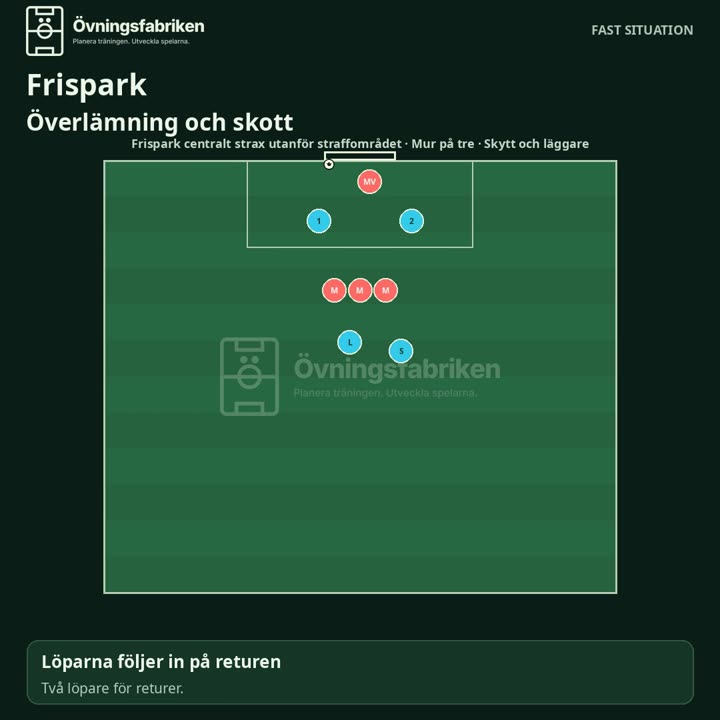 Övningsfabriken
Planera träningen. Utveckla spelarna.
FAST SITUATION
Frispark
Överlämning och skott
Frispark centralt strax utanför straffområdet · Mur på tre · Skytt och läggare
MV
1 2
M M M
L
S
Övningsfabriken
Planera träningen. Utveckla spelarna.
Löparna följer in på returen
Två löpare för returer.